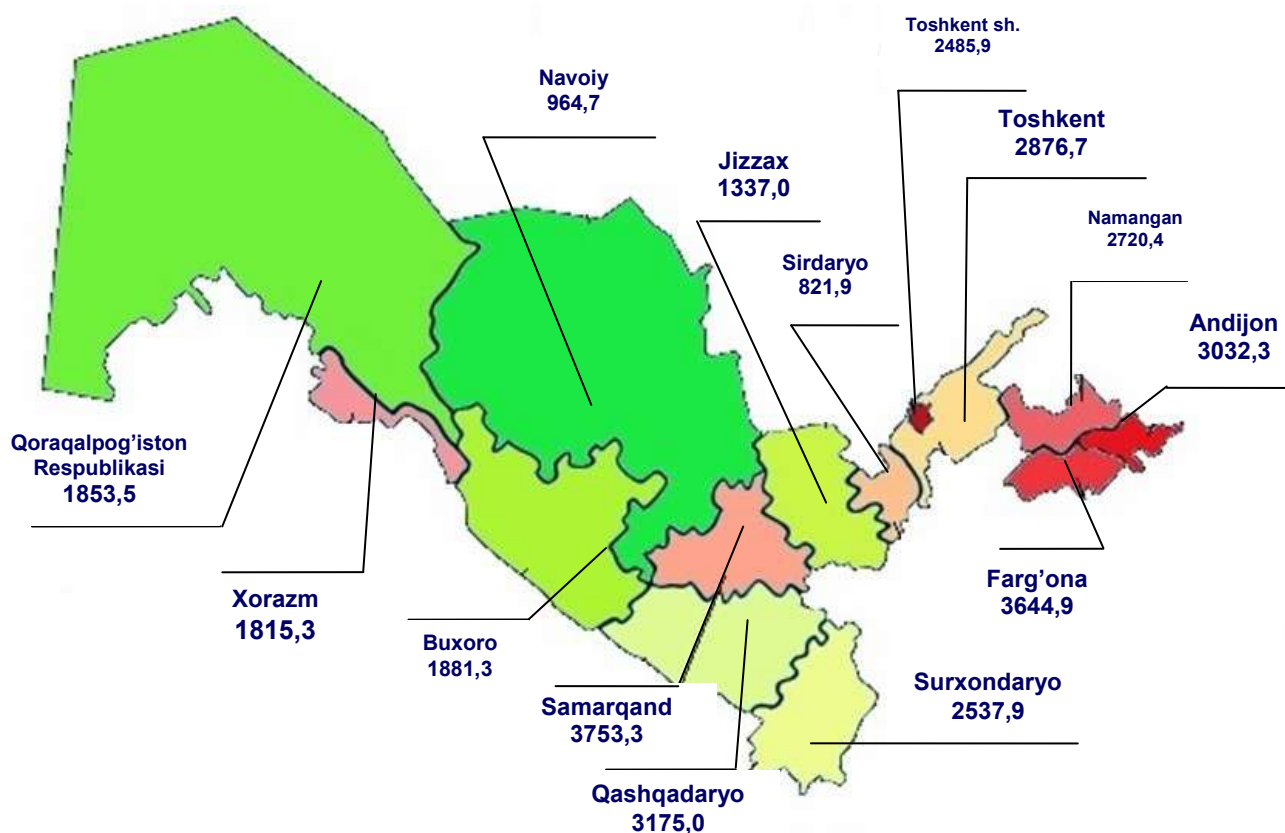 Toshkent sh.
2485,9
Navoiy
964,7
Toshkent
2876,7
Jizzax
1337,0
Namangan
2720,4
Sirdaryo
821,9
Andijon
3032,3
Qoraqalpog’iston
Respublikasi
1853,5
Xorazm
1815,3
Farg’ona
3644,9
Buxoro
1881,3
Surxondaryo
2537,9
Samarqand
3753,3
Qashqadaryo
3175,0